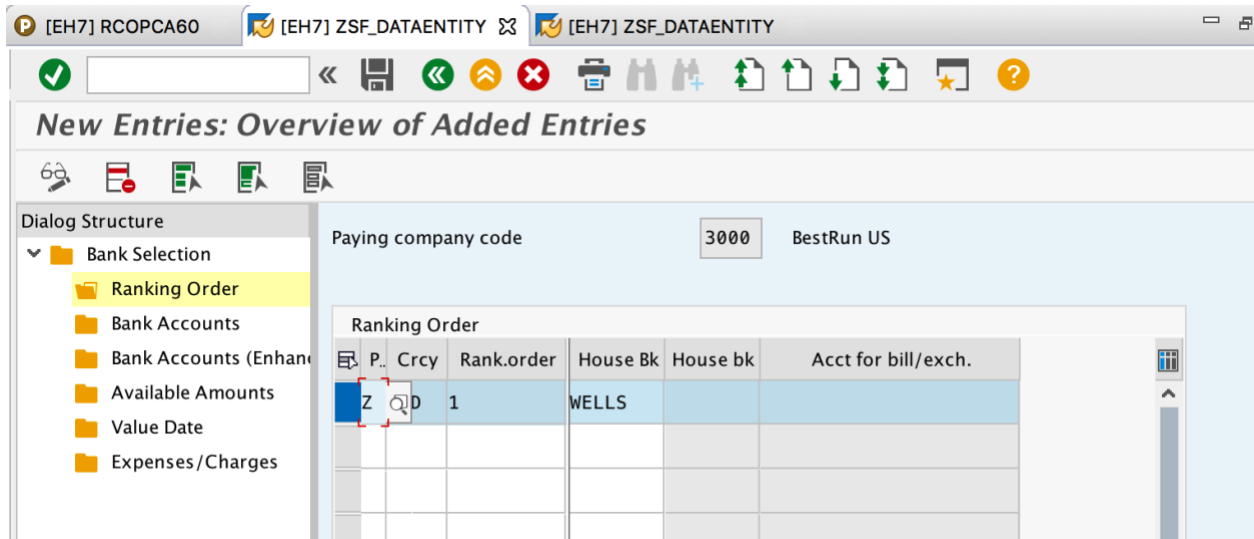 [EH7] RCOPCA60 [EH7] ZSF_DATAENTITY [EH7] ZSF_DATAENTITY
New Entries: Overview of Added Entries
Dialog Structure
Bank Selection
Ranking Order
Bank Accounts
Bank Accounts (Enhan
Available Amounts
Value Date
Expenses/Charges
Paying company code 3000 BestRun US
Ranking Order
P.. Crcy Rank.order House Bk House bk Acct for bill/exch.
Z D 1 WELLS